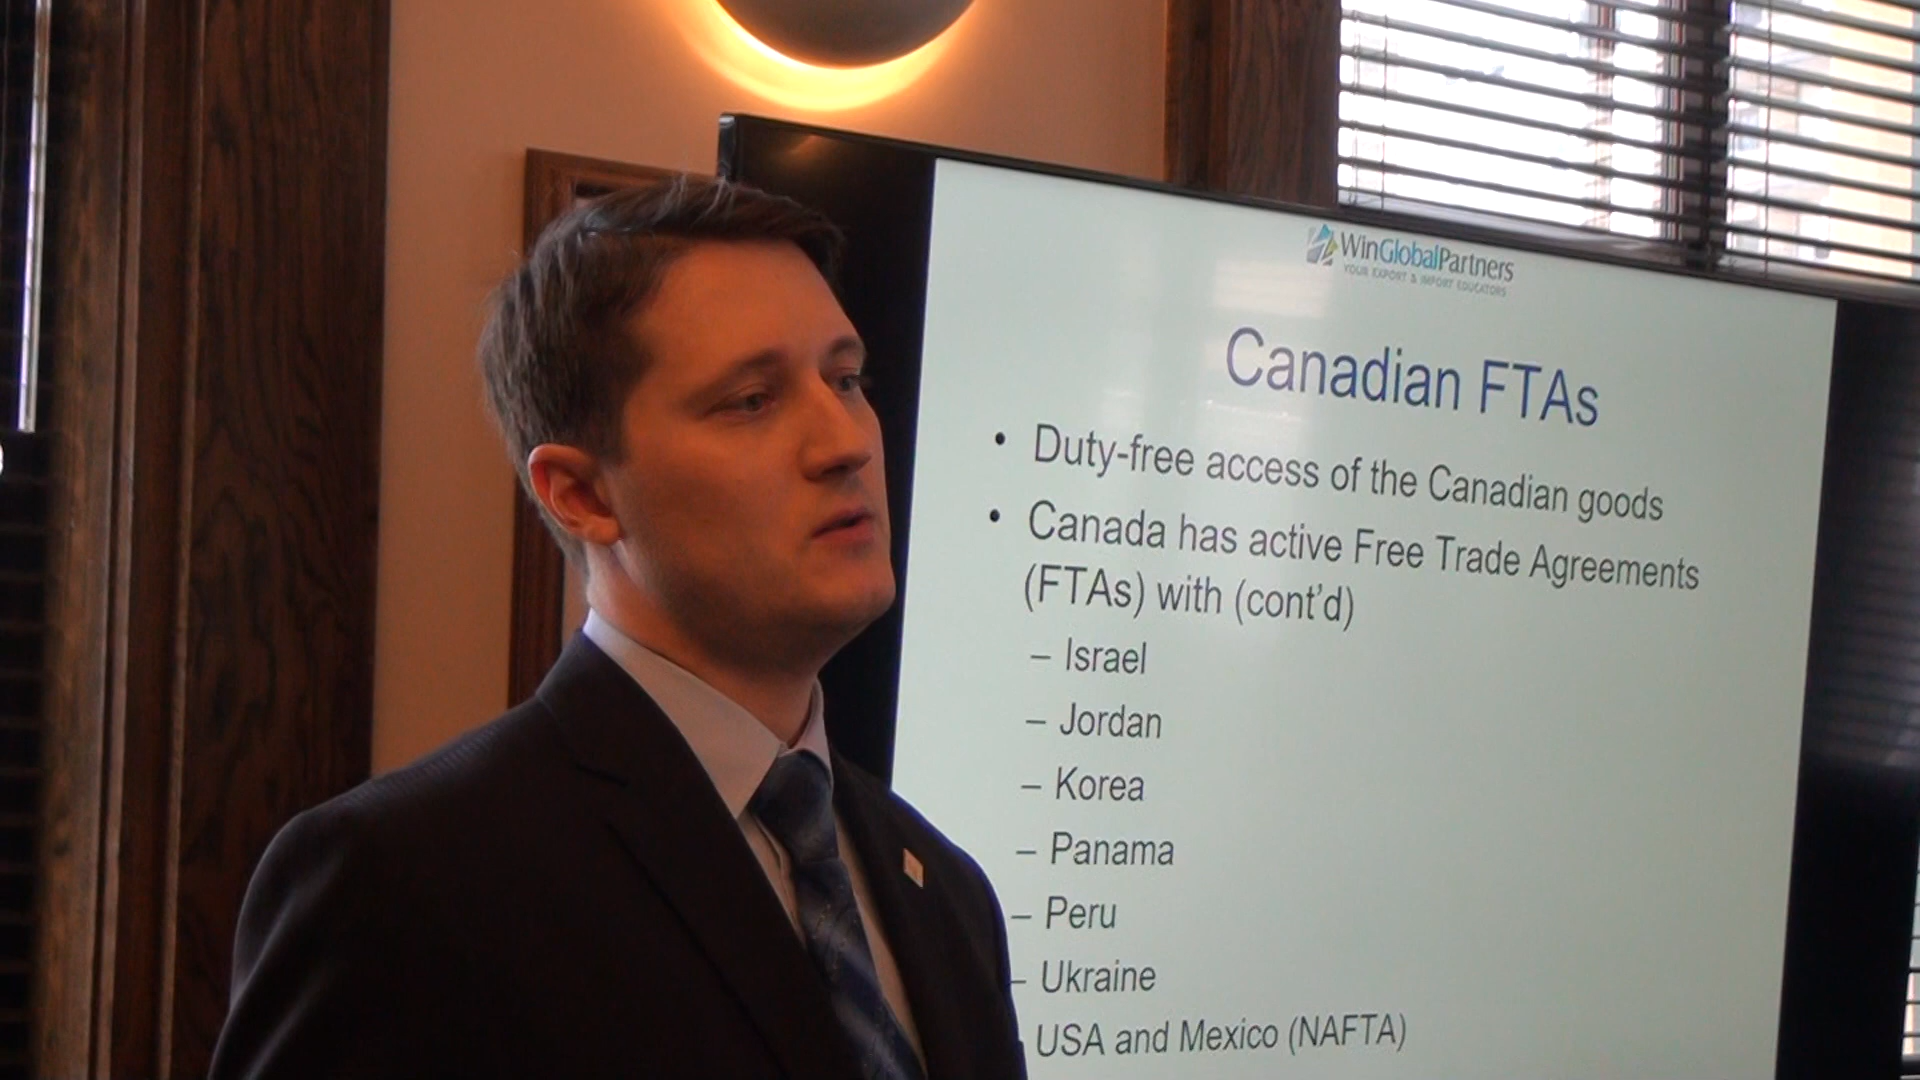 WinGlobalPartners
YOUR EXPORT & IMPORT EDUCATORS
Canadian FTAs
• Duty-free access of the Canadian goods
• Canada has active Free Trade Agreements
(FTAs) with (cont'd)
– Israel
– Jordan
– Korea
– Panama
– Peru
– Ukraine
USA and Mexico (NAFTA)